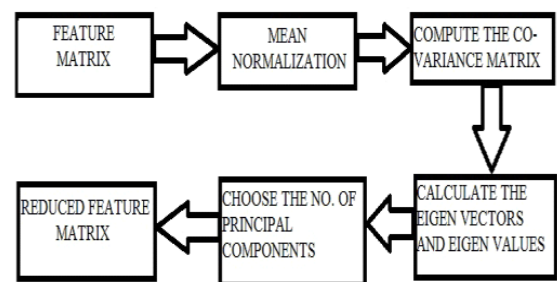 FEATURE
MATRIX
MEAN
NORMALIZATION
COMPUTE THE CO-
VARIANCE MATRIX
CALCULATE THE
EIGEN VECTORS
AND EIGEN VALUES
CHOOSE THE NO. OF
PRINCIPAL
COMPONENTS
REDUCED FEATURE
MATRIX